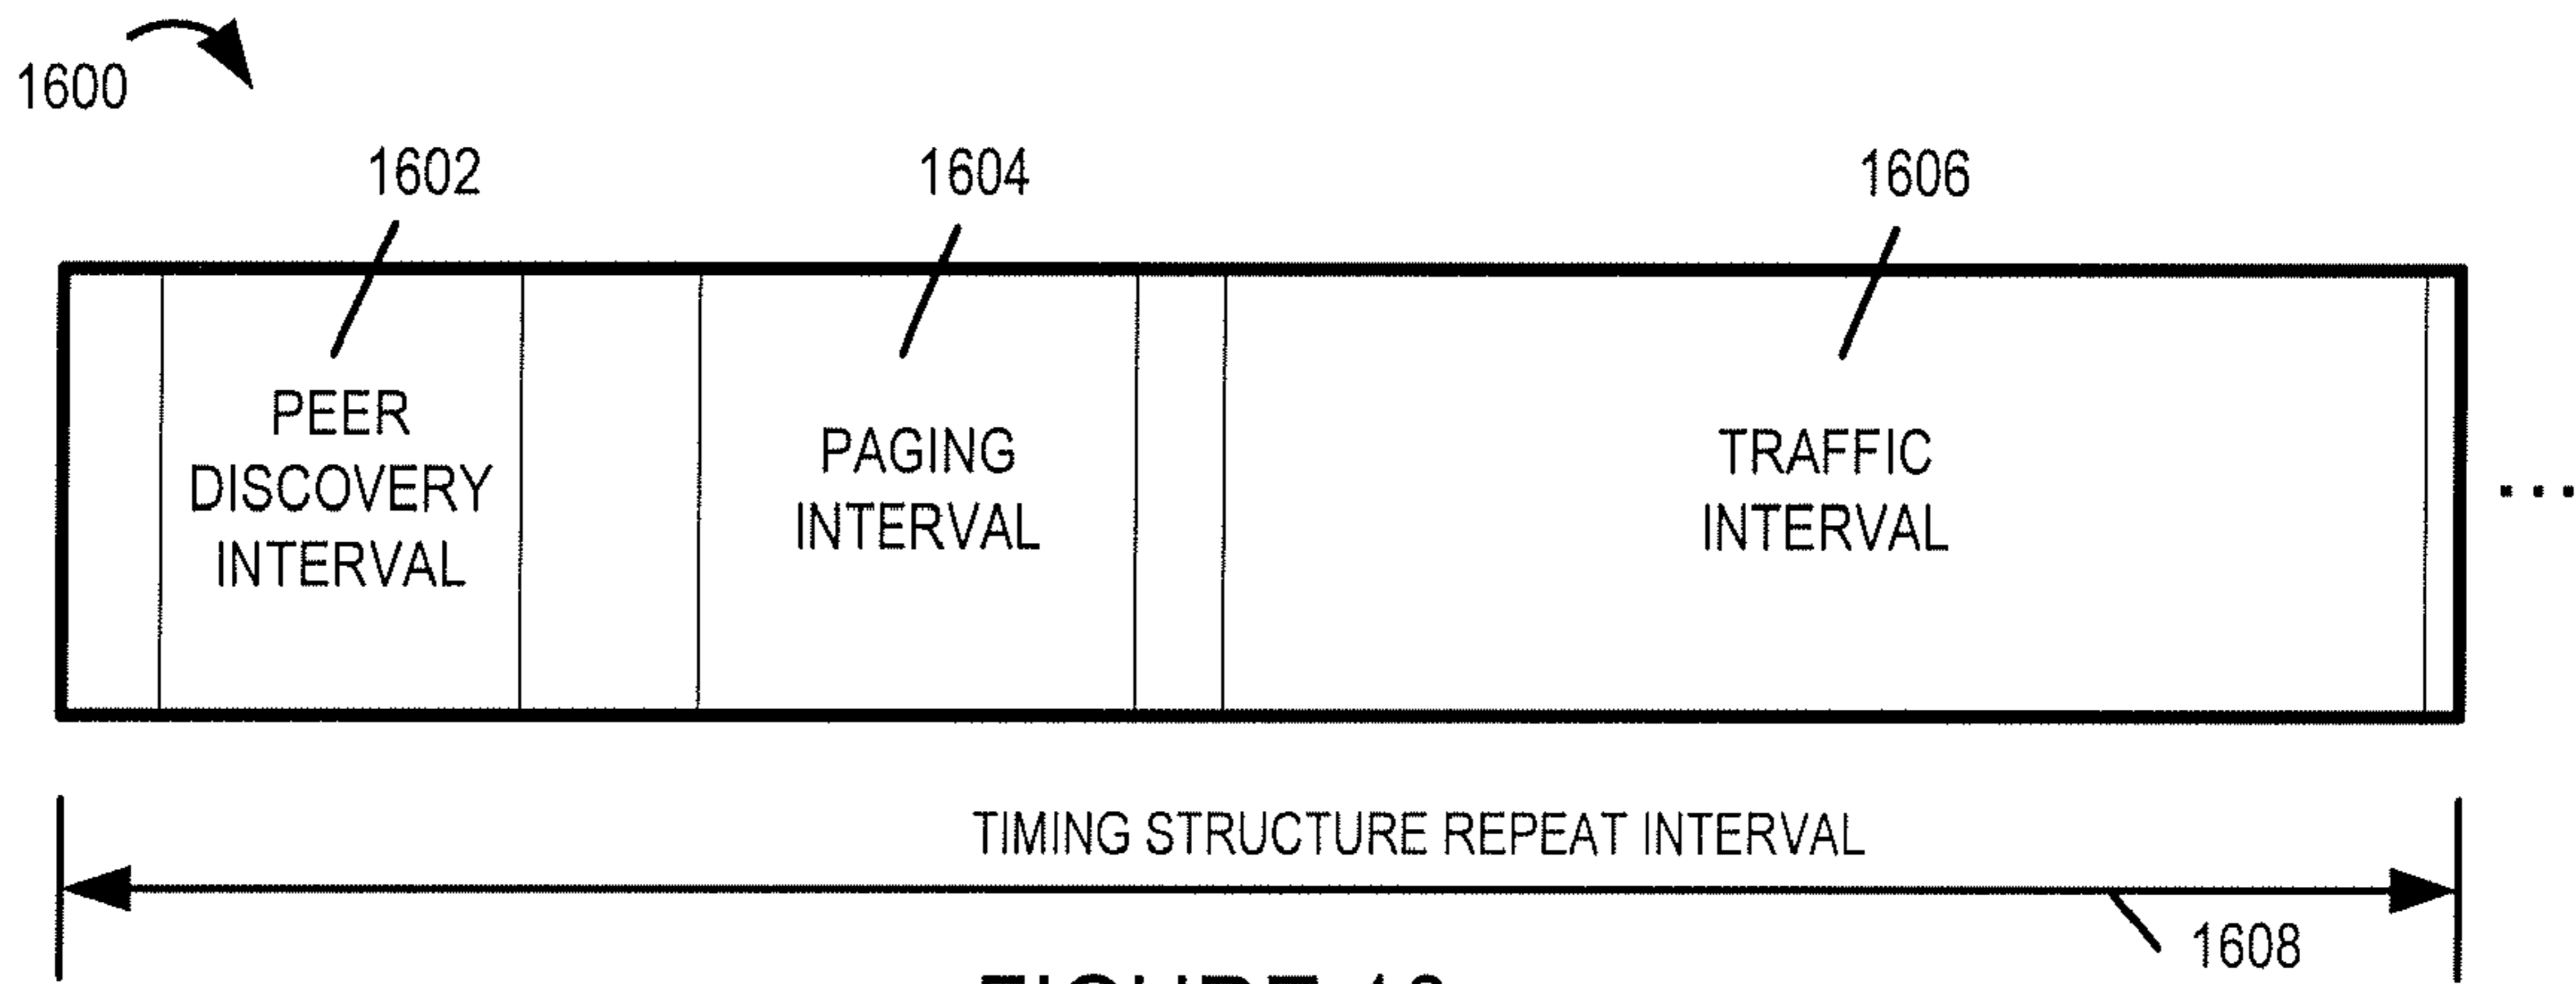 1600
1602
1604
1606
PEER
DISCOVERY
INTERVAL
PAGING
INTERVAL
TRAFFIC
INTERVAL
...
TIMING STRUCTURE REPEAT INTERVAL
1608